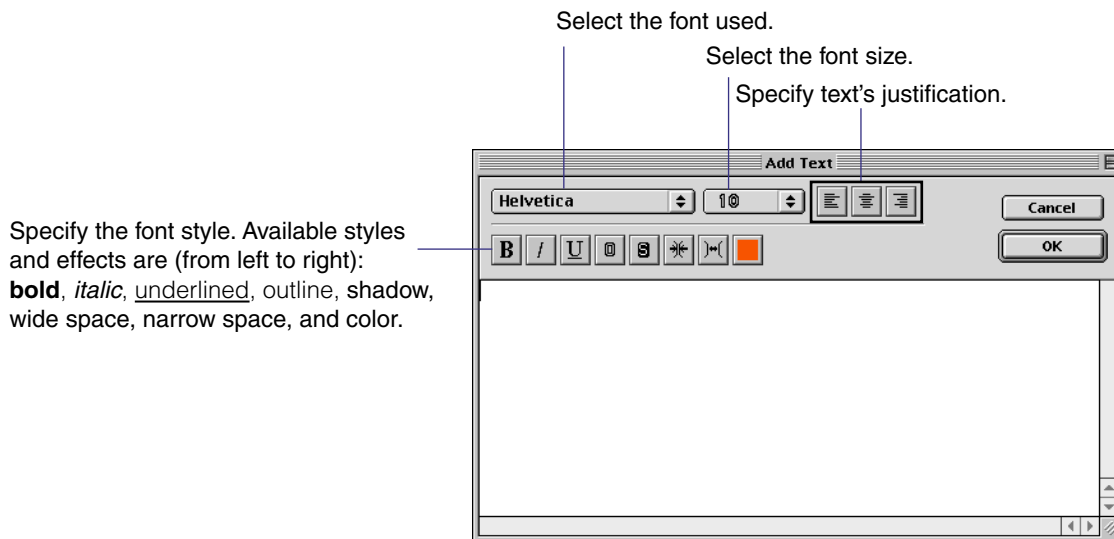 Select the font used.
Select the font size.
Specify text's justification.
Add Text
Helvetica
10
Cancel
Specify the font style. Available styles
and effects are (from left to right):
bold, italic, underlined, outline, shadow,
wide space, narrow space, and color.
B I U O S
OK